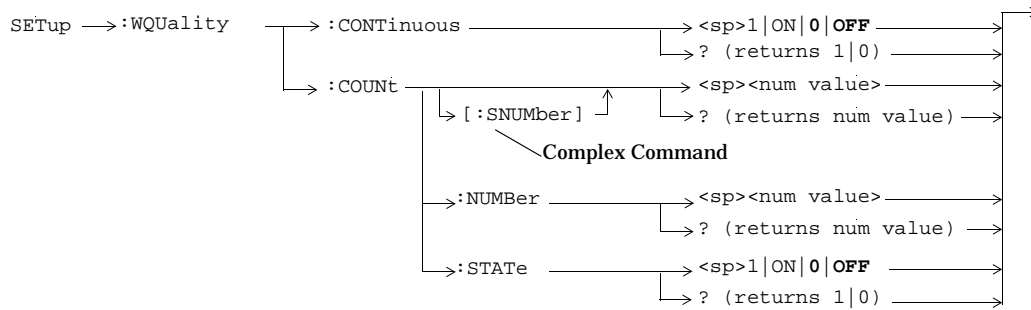 SETup :WQUality :CONTinuous <sp>1|ON|0|OFF
? (returns 1|0)
:COUNt <sp><num value>
[:SNUMber] ? (returns num value)
Complex Command
:NUMBer <sp><num value>
? (returns num value)
:STATe <sp>1|ON|0|OFF
? (returns 1|0)